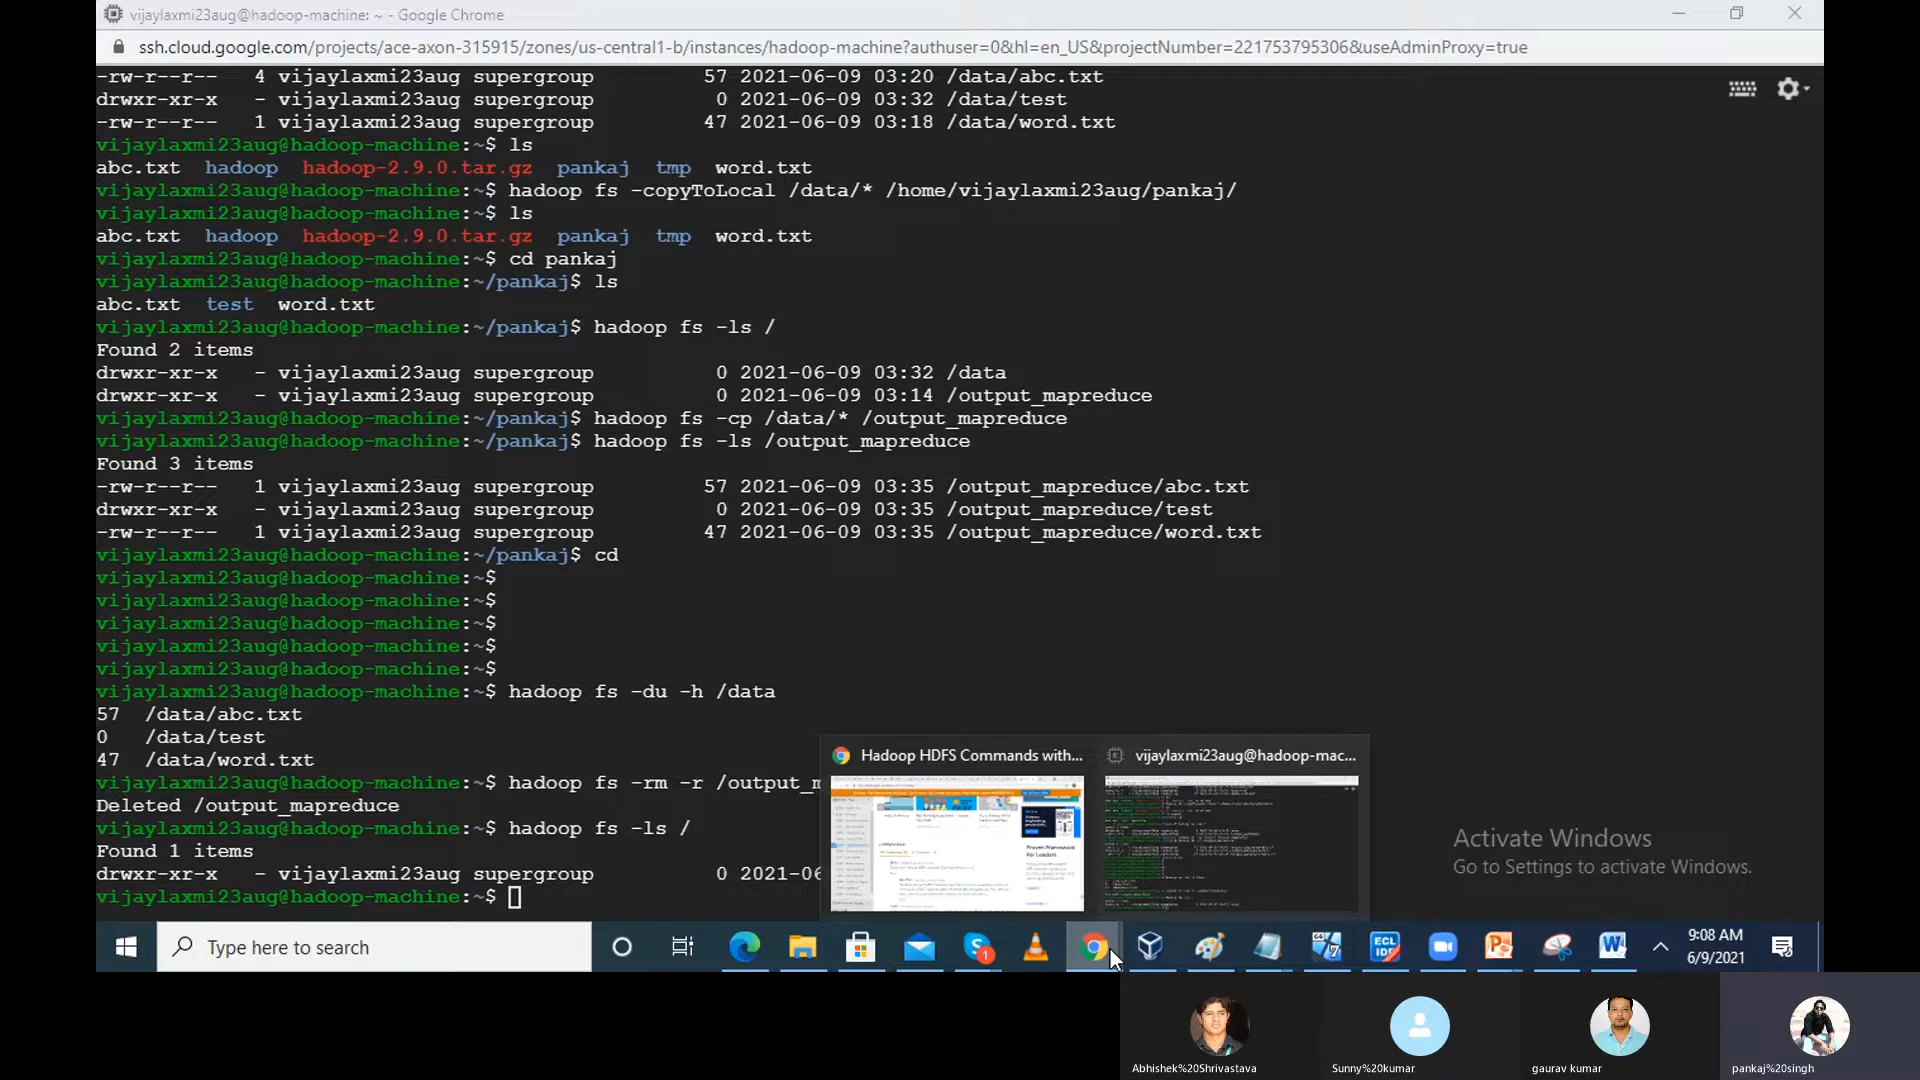 vijaylaxmi23aug@hadoop-machine: ~ - Google Chrome
ssh.cloud.google.com/projects/ace-axon-315915/zones/us-central1-b/instances/hadoop-machine?authuser=0&hl=en_US&projectNumber=221753795306&useAdminProxy=true
-rw-r--r-- 4 vijaylaxmi23aug supergroup 57 2021-06-09 03:20 /data/abc.txt
drwxr-xr-x - vijaylaxmi23aug supergroup 0 2021-06-09 03:32 /data/test
-rw-r--r-- 1 vijaylaxmi23aug supergroup 47 2021-06-09 03:18 /data/word.txt
vijaylaxmi23aug@hadoop-machine:~$ ls
abc.txt hadoop hadoop-2.9.0.tar.gz pankaj tmp word.txt
vijaylaxmi23aug@hadoop-machine:~$ hadoop fs -copyToLocal /data/* /home/vijaylaxmi23aug/pankaj/
vijaylaxmi23aug@hadoop-machine:~$ ls
abc.txt hadoop hadoop-2.9.0.tar.gz pankaj tmp word.txt
vijaylaxmi23aug@hadoop-machine:~$ cd pankaj
vijaylaxmi23aug@hadoop-machine:~/pankaj$ ls
abc.txt test word.txt
vijaylaxmi23aug@hadoop-machine:~/pankaj$ hadoop fs -ls /
Found 2 items
drwxr-xr-x - vijaylaxmi23aug supergroup 0 2021-06-09 03:32 /data
drwxr-xr-x - vijaylaxmi23aug supergroup 0 2021-06-09 03:14 /output_mapreduce
vijaylaxmi23aug@hadoop-machine:~/pankaj$ hadoop fs -cp /data/* /output_mapreduce
vijaylaxmi23aug@hadoop-machine:~/pankaj$ hadoop fs -ls /output_mapreduce
Found 3 items
-rw-r--r-- 1 vijaylaxmi23aug supergroup 57 2021-06-09 03:35 /output_mapreduce/abc.txt
drwxr-xr-x - vijaylaxmi23aug supergroup 0 2021-06-09 03:35 /output_mapreduce/test
-rw-r--r-- 1 vijaylaxmi23aug supergroup 47 2021-06-09 03:35 /output_mapreduce/word.txt
vijaylaxmi23aug@hadoop-machine:~/pankaj$ cd
vijaylaxmi23aug@hadoop-machine:~$
vijaylaxmi23aug@hadoop-machine:~$
vijaylaxmi23aug@hadoop-machine:~$
vijaylaxmi23aug@hadoop-machine:~$
vijaylaxmi23aug@hadoop-machine:~$
vijaylaxmi23aug@hadoop-machine:~$ hadoop fs -du -h /data
57 /data/abc.txt
0 /data/test
47 /data/word.txt
vijaylaxmi23aug@hadoop-machine:~$ hadoop fs -rm -r /output_m
Deleted /output_mapreduce
vijaylaxmi23aug@hadoop-machine:~$ hadoop fs -ls /
Found 1 items
drwxr-xr-x - vijaylaxmi23aug supergroup 0 2021-06
vijaylaxmi23aug@hadoop-machine:~$
Hadoop HDFS Commands with...
vijaylaxmi23aug@hadoop-mac...
Proven Framework
For Leaders
Activate Windows
Go to Settings to activate Windows.
Type here to search
1
64
7
ECL
IDE
P
W
9:08 AM
6/9/2021
Abhishek%20Shrivastava
Sunny%20kumar
gaurav kumar
pankaj%20singh